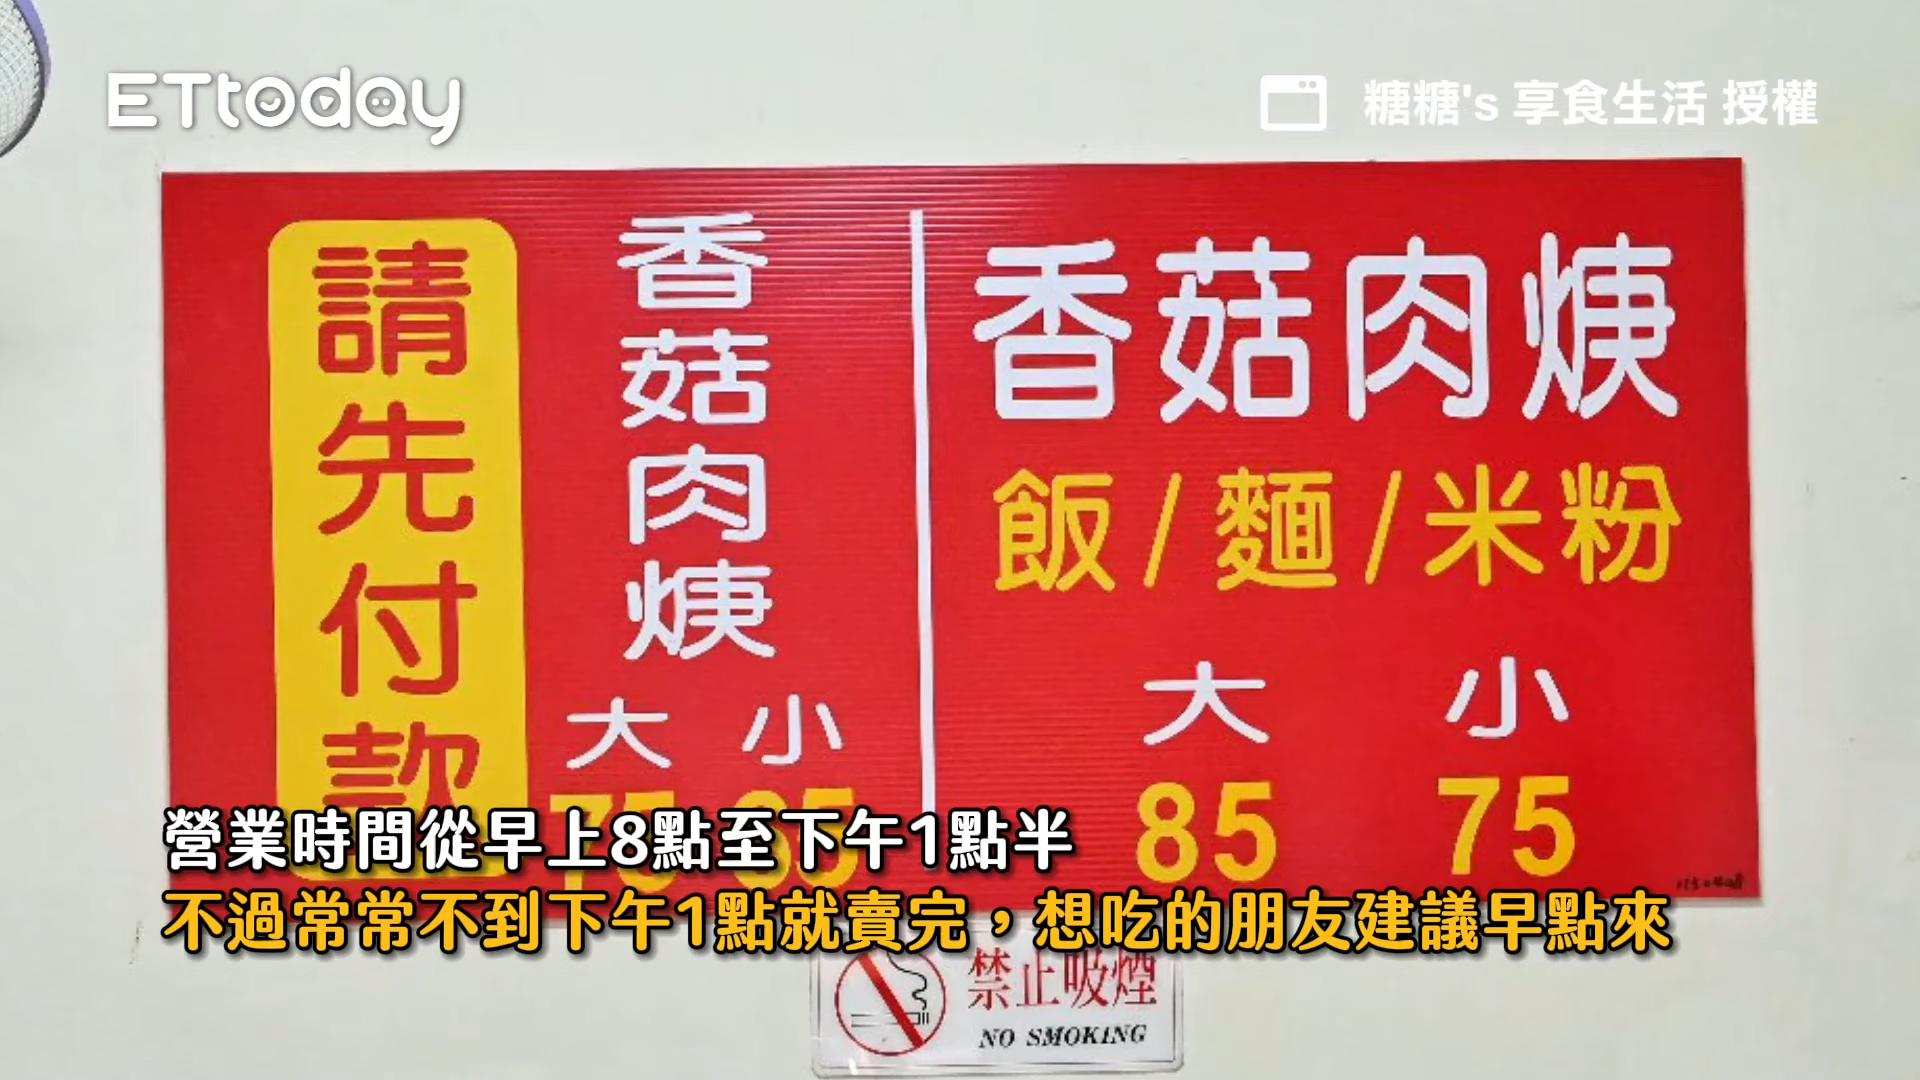 ETtoday
糖糖's 享食生活 授權
請先付款
香菇肉焿
大 小
75 65
香菇肉焿
飯/麵/米粉
大 小
85 75
營業時間從早上8點至下午1點半
不過常常不到下午1點就賣完，想吃的朋友建議早點來
禁止吸煙
NO SMOKING